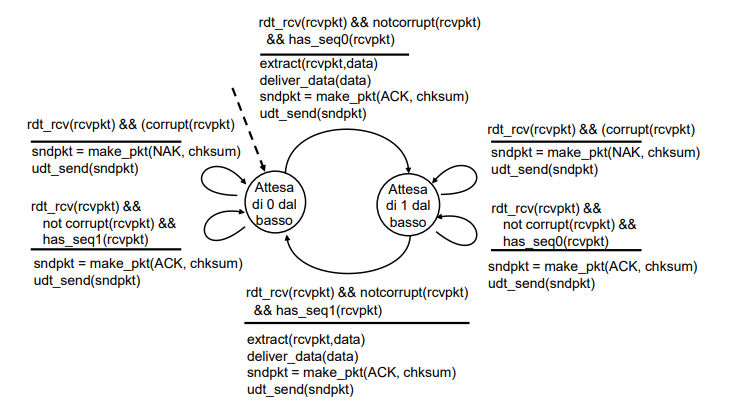 rdt_rcv(rcvpkt) && notcorrupt(rcvpkt)
&& has_seq0(rcvpkt)
extract(rcvpkt,data)
deliver_data(data)
sndpkt = make_pkt(ACK, chksum)
udt_send(sndpkt)
rdt_rcv(rcvpkt) && (corrupt(rcvpkt)
sndpkt = make_pkt(NAK, chksum)
udt_send(sndpkt)
rdt_rcv(rcvpkt) &&
not corrupt(rcvpkt) &&
has_seq1(rcvpkt)
sndpkt = make_pkt(ACK, chksum)
udt_send(sndpkt)
Attesa
di 0 dal
basso
Attesa
di 1 dal
basso
rdt_rcv(rcvpkt) && (corrupt(rcvpkt)
sndpkt = make_pkt(NAK, chksum)
udt_send(sndpkt)
rdt_rcv(rcvpkt) &&
not corrupt(rcvpkt) &&
has_seq0(rcvpkt)
sndpkt = make_pkt(ACK, chksum)
udt_send(sndpkt)
rdt_rcv(rcvpkt) && notcorrupt(rcvpkt)
&& has_seq1(rcvpkt)
extract(rcvpkt,data)
deliver_data(data)
sndpkt = make_pkt(ACK, chksum)
udt_send(sndpkt)